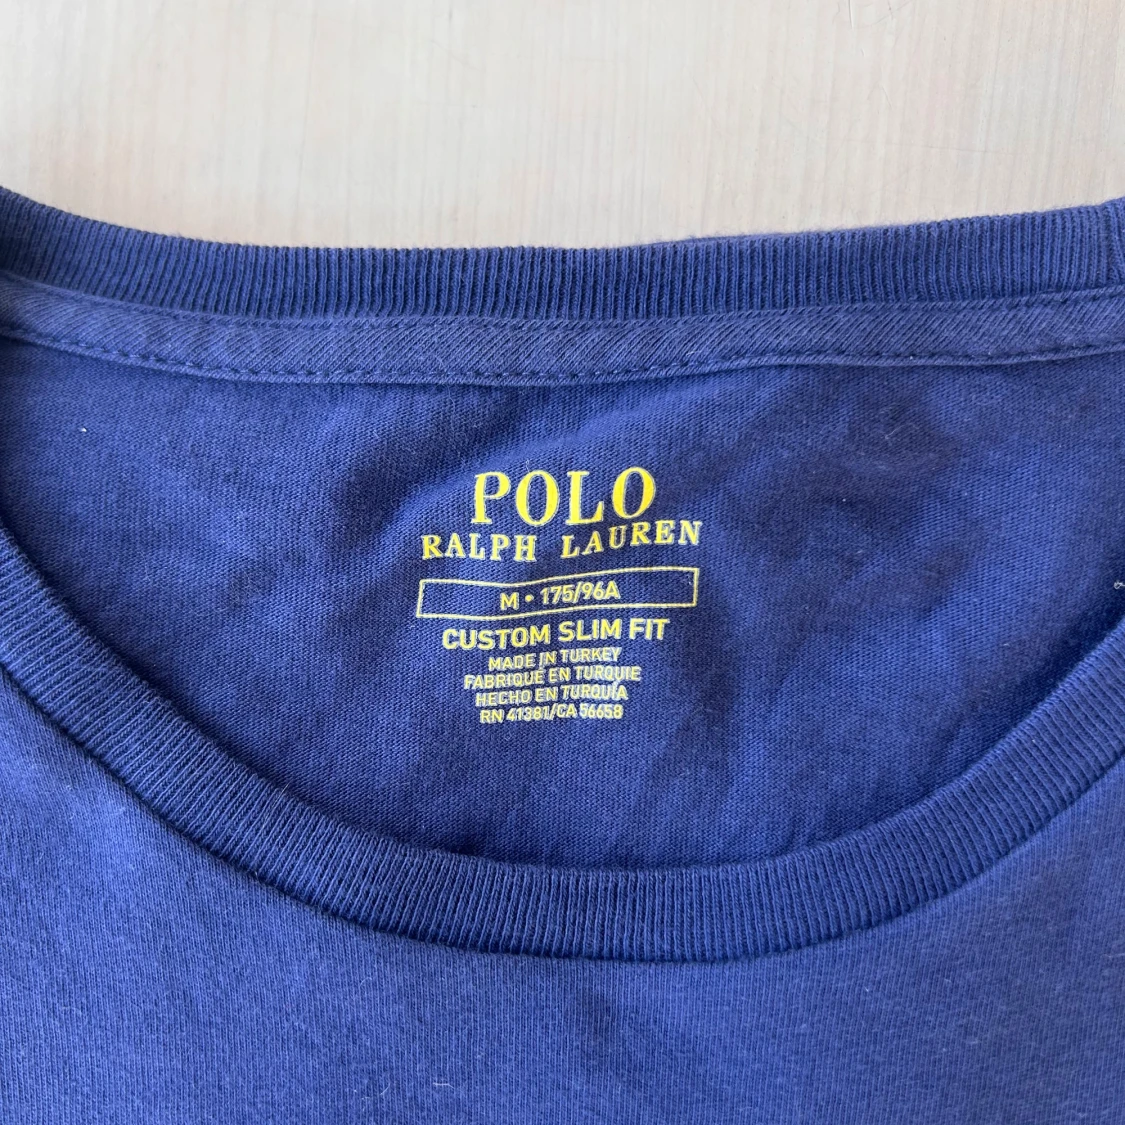 POLO
RALPH LAUREN
M • 175/96A
CUSTOM SLIM FIT
MADE IN TURKEY
FABRIQUE EN TURQUIE
HECHO EN TURQUÍA
RN 41381/CA 56658